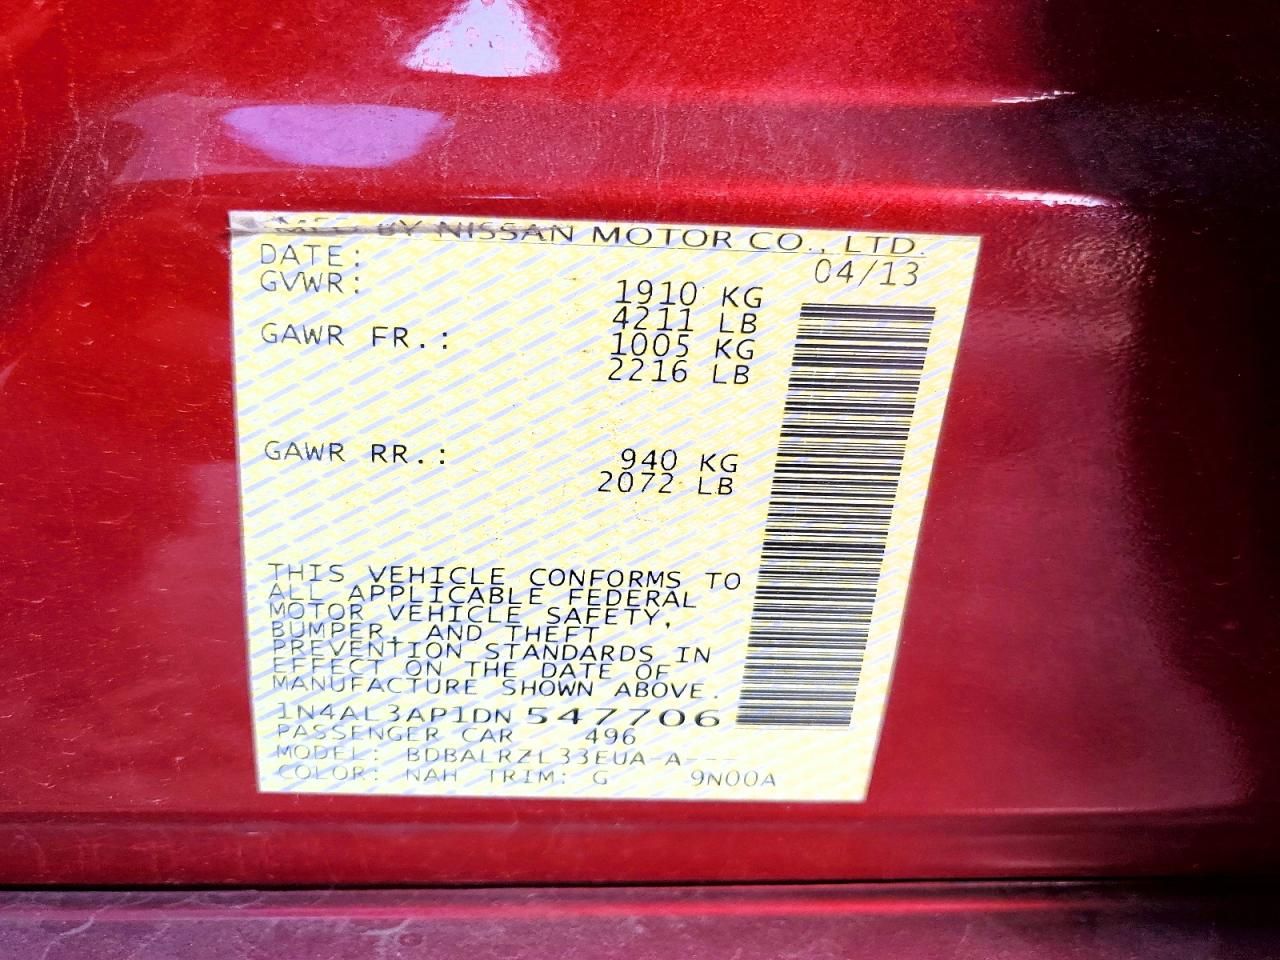 MFD BY NISSAN MOTOR CO., LTD.
DATE: 04/13
GVWR: 1910 KG
4211 LB
GAWR FR.: 1005 KG
2216 LB
GAWR RR.: 940 KG
2072 LB
THIS VEHICLE CONFORMS TO
ALL APPLICABLE FEDERAL
MOTOR VEHICLE SAFETY,
BUMPER, AND THEFT
PREVENTION STANDARDS IN
EFFECT ON THE DATE OF
MANUFACTURE SHOWN ABOVE.
1N4AL3AP1DN547706
PASSENGER CAR 496
MODEL: BDBALRZL33EUA-A---
COLOR: NAH TRIM: G 9N00A